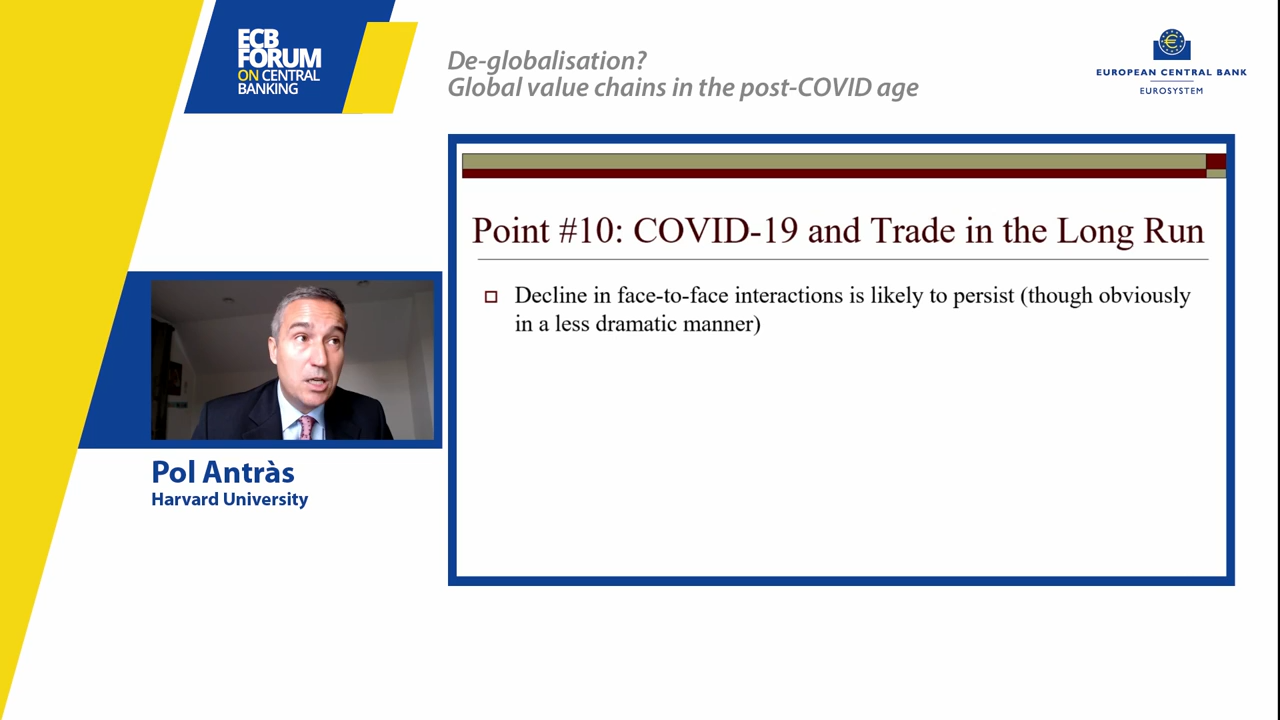 ECB
FORUM
ON CENTRAL
BANKING
De-globalisation?
Global value chains in the post-COVID age
EUROPEAN CENTRAL BANK
EUROSYSTEM
Point #10: COVID-19 and Trade in the Long Run
Decline in face-to-face interactions is likely to persist (though obviously
in a less dramatic manner)
Pol Antràs
Harvard University